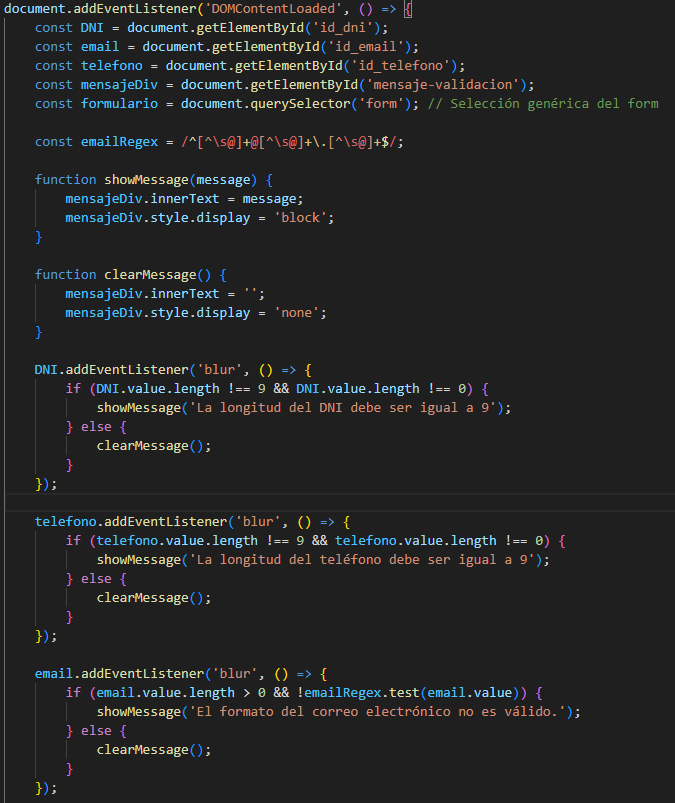 document.addEventListener('DOMContentLoaded', () => {
    const DNI = document.getElementById('id_dni');
    const email = document.getElementById('id_email');
    const telefono = document.getElementById('id_telefono');
    const mensajeDiv = document.getElementById('mensaje-validacion');
    const formulario = document.querySelector('form'); // Selección genérica del form

    const emailRegex = /^[^\s@]+@[^\s@]+\.[^\s@]+$/;

    function showMessage(message) {
        mensajeDiv.innerText = message;
        mensajeDiv.style.display = 'block';
    }

    function clearMessage() {
        mensajeDiv.innerText = '';
        mensajeDiv.style.display = 'none';
    }

    DNI.addEventListener('blur', () => {
        if (DNI.value.length !== 9 && DNI.value.length !== 0) {
            showMessage('La longitud del DNI debe ser igual a 9');
        } else {
            clearMessage();
        }
    });

    telefono.addEventListener('blur', () => {
        if (telefono.value.length !== 9 && telefono.value.length !== 0) {
            showMessage('La longitud del teléfono debe ser igual a 9');
        } else {
            clearMessage();
        }
    });

    email.addEventListener('blur', () => {
        if (email.value.length > 0 && !emailRegex.test(email.value)) {
            showMessage('El formato del correo electrónico no es válido.');
        } else {
            clearMessage();
        }
    });